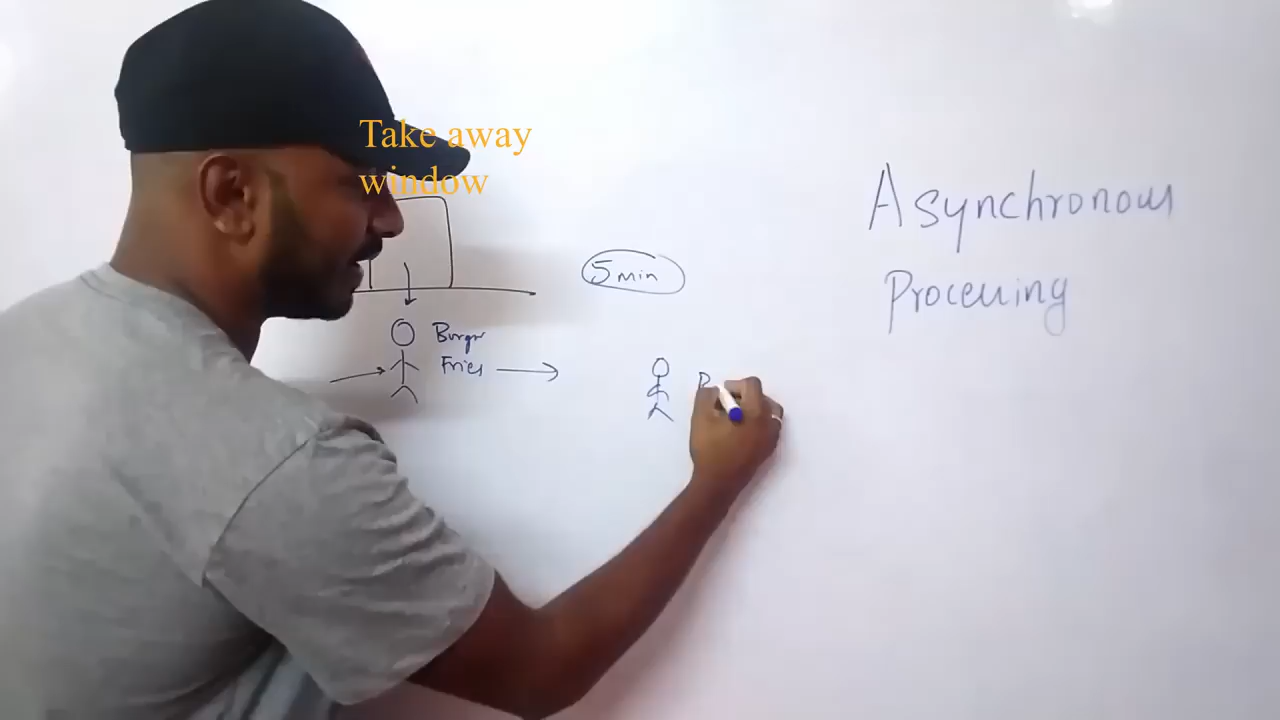 Take away
window
5 min
Asynchronous
Processing
Burger
Fries